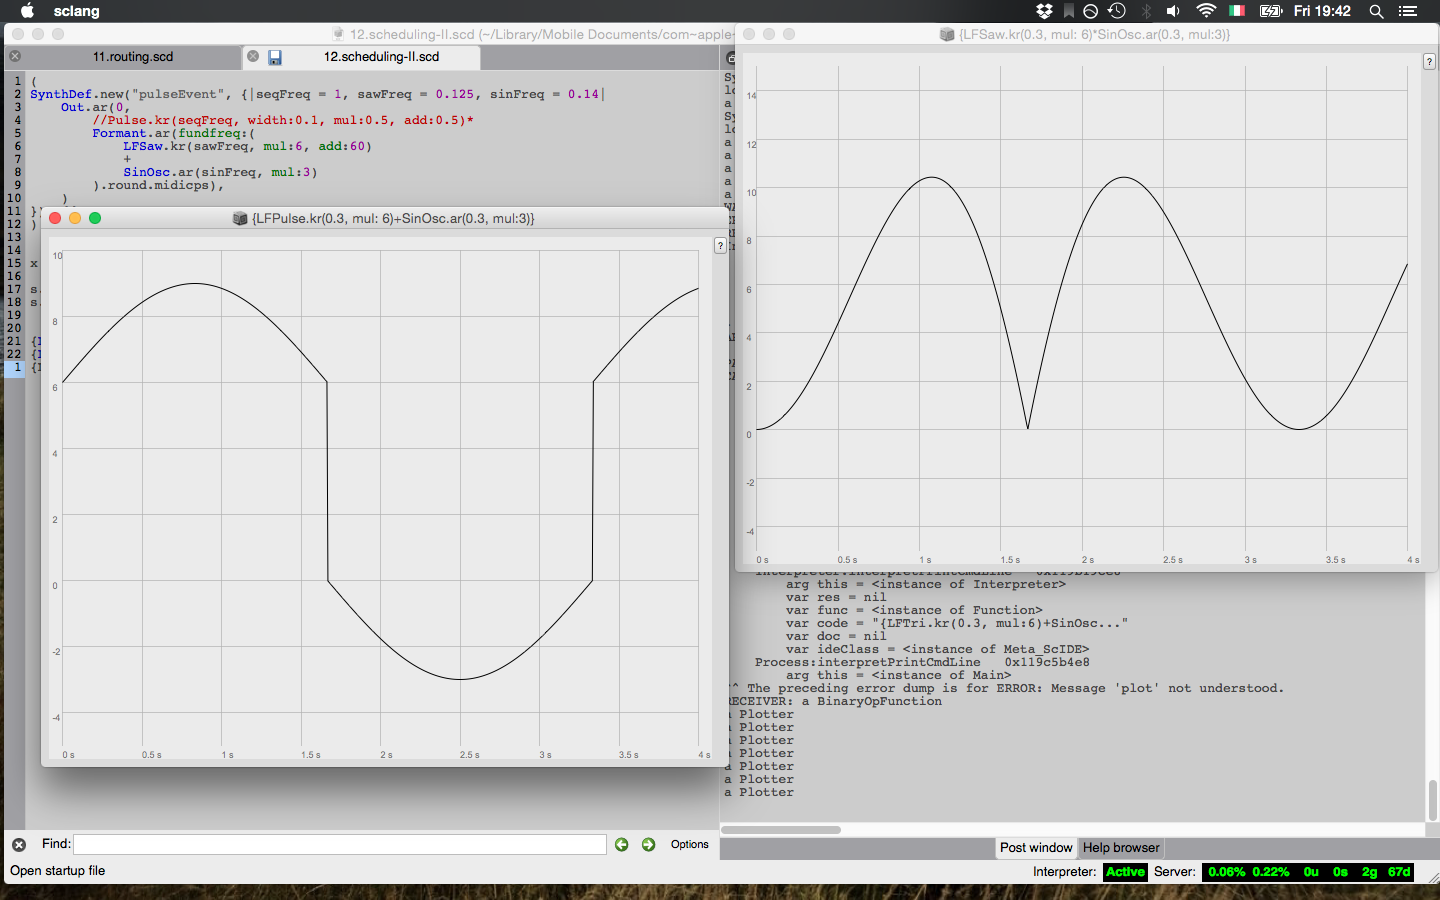 sclang
Fri 19:42
12.scheduling-II.scd (~/Library/Mobile Documents/com~apple~
11.routing.scd
12.scheduling-II.scd
1 (
2 SynthDef.new("pulseEvent", {|seqFreq = 1, sawFreq = 0.125, sinFreq = 0.14|
3 Out.ar(0,
4 //Pulse.kr(seqFreq, width:0.1, mul:0.5, add:0.5)*
5 Formant.ar(fundfreq:(
6 LFSaw.kr(sawFreq, mul:6, add:60)
7 +
8 SinOsc.ar(sinFreq, mul:3)
9 ).round.midicps),
10 )
11 }
12 )
13
14
15 x
16
17 s.
18 s.
19
20
21 {
22 {
1 {
{LFPulse.kr(0.3, mul: 6)+SinOsc.ar(0.3, mul:3)}
?
10
8
6
4
2
0
-2
-4
0 s 0.5 s 1 s 1.5 s 2 s 2.5 s 3 s 3.5 s 4 s
{LFSaw.kr(0.3, mul: 6)*SinOsc.ar(0.3, mul:3)}
?
14
12
10
8
6
4
2
0
-2
-4
0 s 0.5 s 1 s 1.5 s 2 s 2.5 s 3 s 3.5 s 4 s
arg this = <instance of Interpreter>
var res = nil
var func = <instance of Function>
var code = "{LFTri.kr(0.3, mul:6)+SinOsc..."
var doc = nil
var ideClass = <instance of Meta_ScIDE>
Process:interpretPrintCmdLine 0x119c5b4e8
arg this = <instance of Main>
^^ The preceding error dump is for ERROR: Message 'plot' not understood.
RECEIVER: a BinaryOpFunction
a Plotter
a Plotter
a Plotter
a Plotter
a Plotter
a Plotter
a Plotter
Find:
Options
Post window
Help browser
Open startup file
Interpreter: Active Server: 0.06% 0.22% 0u 0s 2g 67d